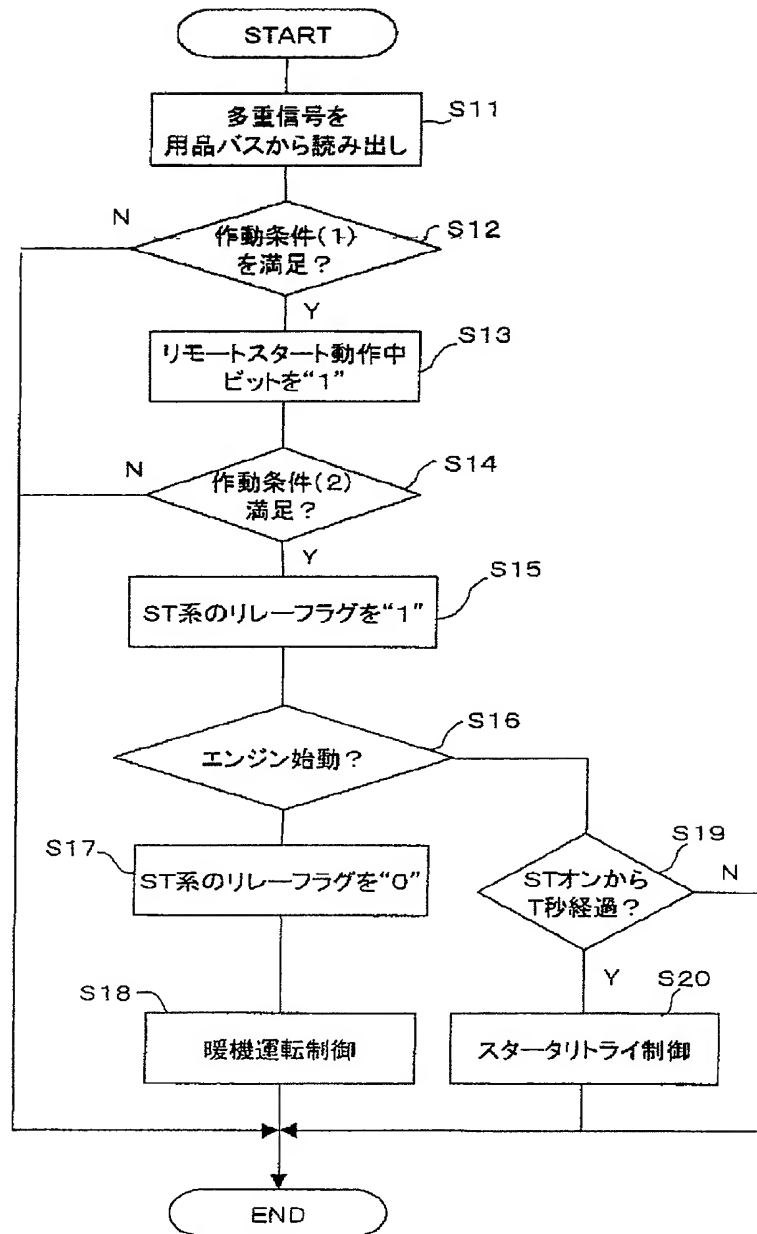 START
多重信号を
用品バスから読み出し
S11
N
作動条件(1)
を満足？
S12
Y
リモートスタート動作中
ビットを“1”
S13
N
作動条件(2)
満足？
S14
Y
ST系のリレーフラグを“1”
S15
エンジン始動？
S16
S17
ST系のリレーフラグを“0”
STオンから
T秒経過？
S19
N
Y
S18
暖機運転制御
S20
スタータリトライ制御
END